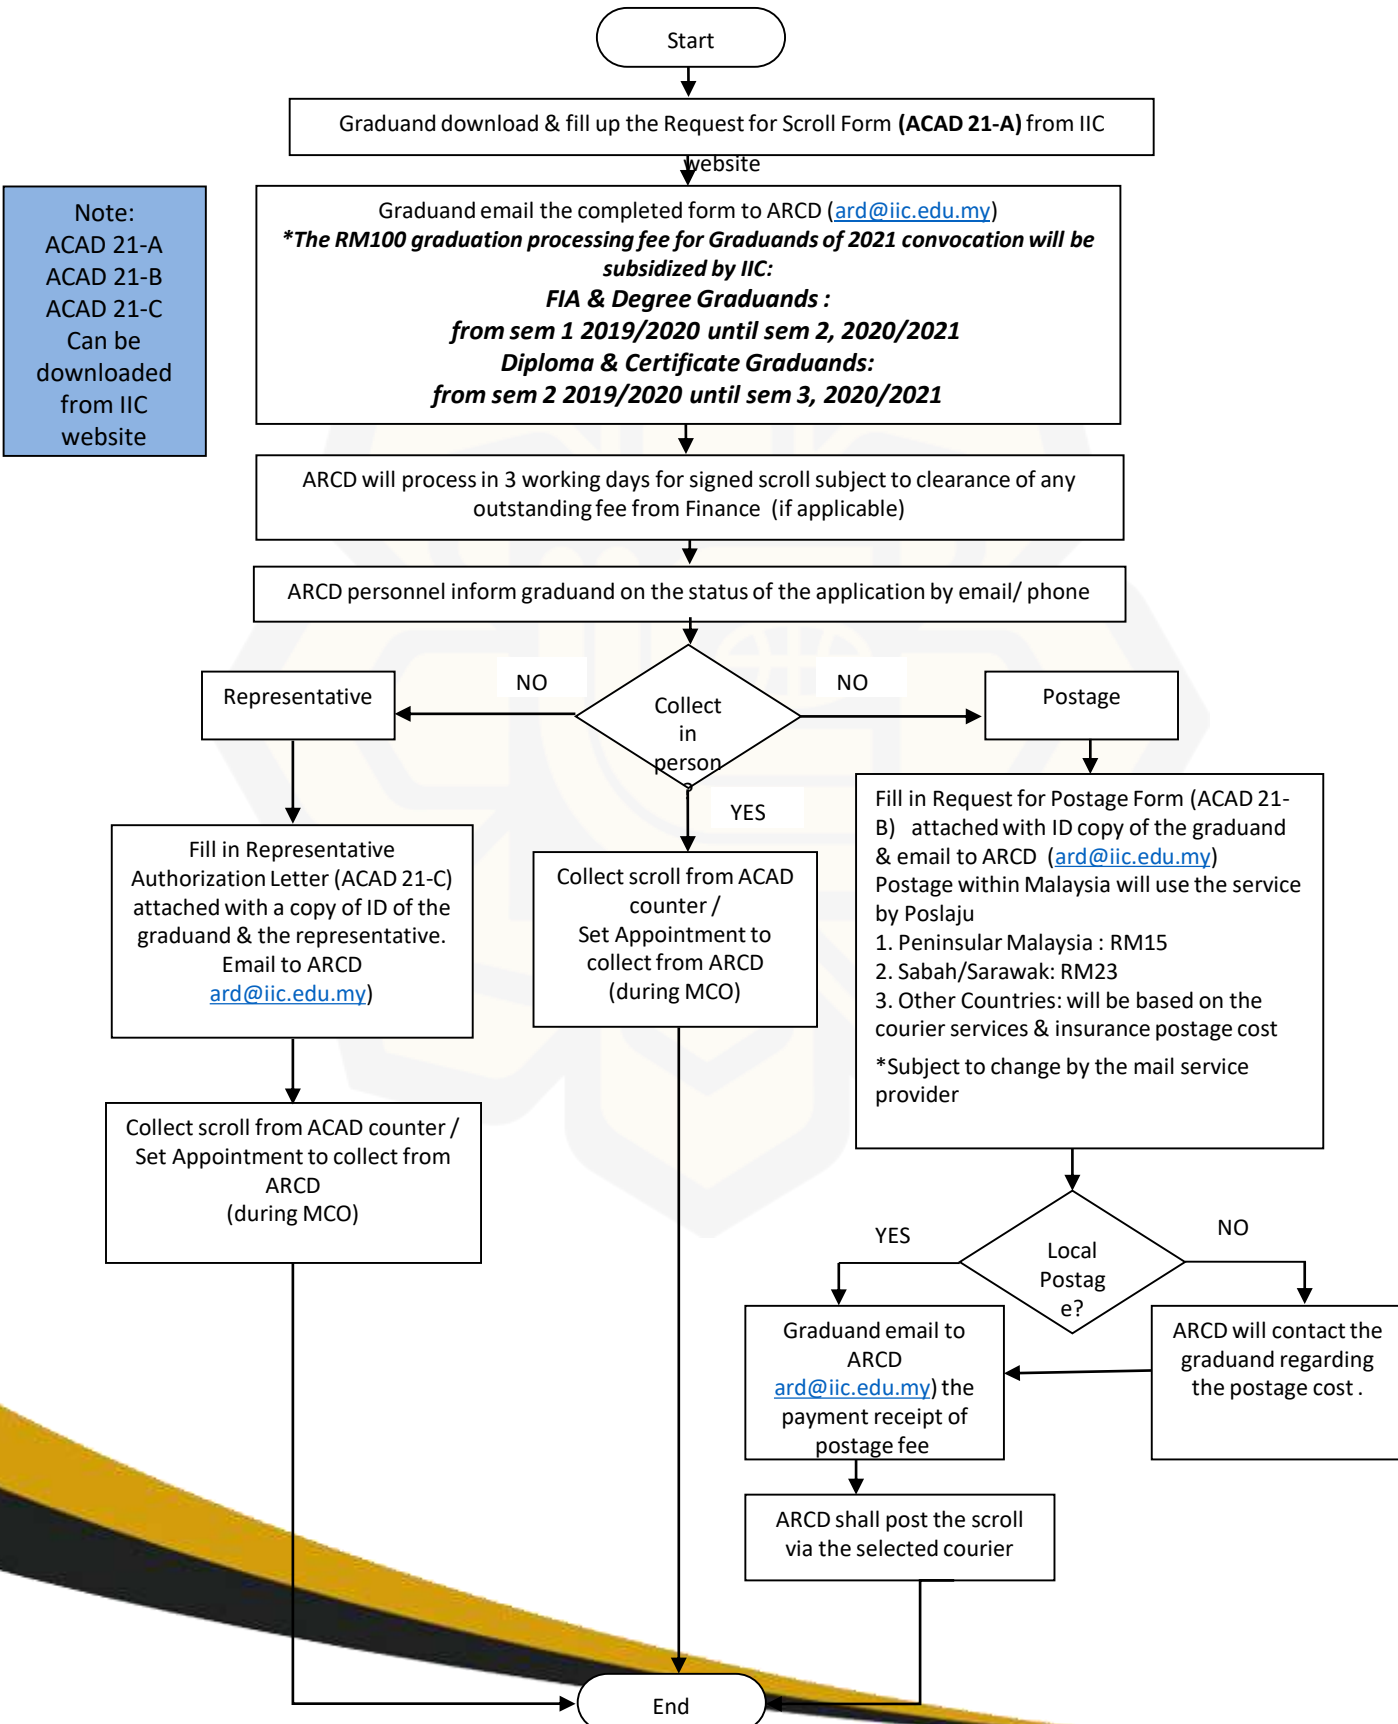 Start
Graduand download & fill up the Request for Scroll Form (ACAD 21-A) from IIC
website
Note:
ACAD 21-A
ACAD 21-B
ACAD 21-C
Can be
downloaded
from IIC
website
Graduand email the completed form to ARCD (ard@iic.edu.my)
*The RM100 graduation processing fee for Graduands of 2021 convocation will be
subsidized by IIC:
FIA & Degree Graduands :
from sem 1 2019/2020 until sem 2, 2020/2021
Diploma & Certificate Graduands:
from sem 2 2019/2020 until sem 3, 2020/2021
ARCD will process in 3 working days for signed scroll subject to clearance of any
outstanding fee from Finance (if applicable)
ARCD personnel inform graduand on the status of the application by email/ phone
Collect
in
person
?
NO
Representative
NO
Postage
YES
Fill in Representative
Authorization Letter (ACAD 21-C)
attached with a copy of ID of the
graduand & the representative.
Email to ARCD
ard@iic.edu.my)
Collect scroll from ACAD counter /
Set Appointment to collect from
ARCD
(during MCO)
Collect scroll from ACAD
counter /
Set Appointment to
collect from ARCD
(during MCO)
Fill in Request for Postage Form (ACAD 21-
B) attached with ID copy of the graduand
& email to ARCD (ard@iic.edu.my)
Postage within Malaysia will use the service
by Poslaju
1. Peninsular Malaysia : RM15
2. Sabah/Sarawak: RM23
3. Other Countries: will be based on the
courier services & insurance postage cost
*Subject to change by the mail service
provider
Local
Postag
e?
YES
NO
Graduand email to
ARCD
ard@iic.edu.my) the
payment receipt of
postage fee
ARCD will contact the
graduand regarding
the postage cost .
ARCD shall post the scroll
via the selected courier
End